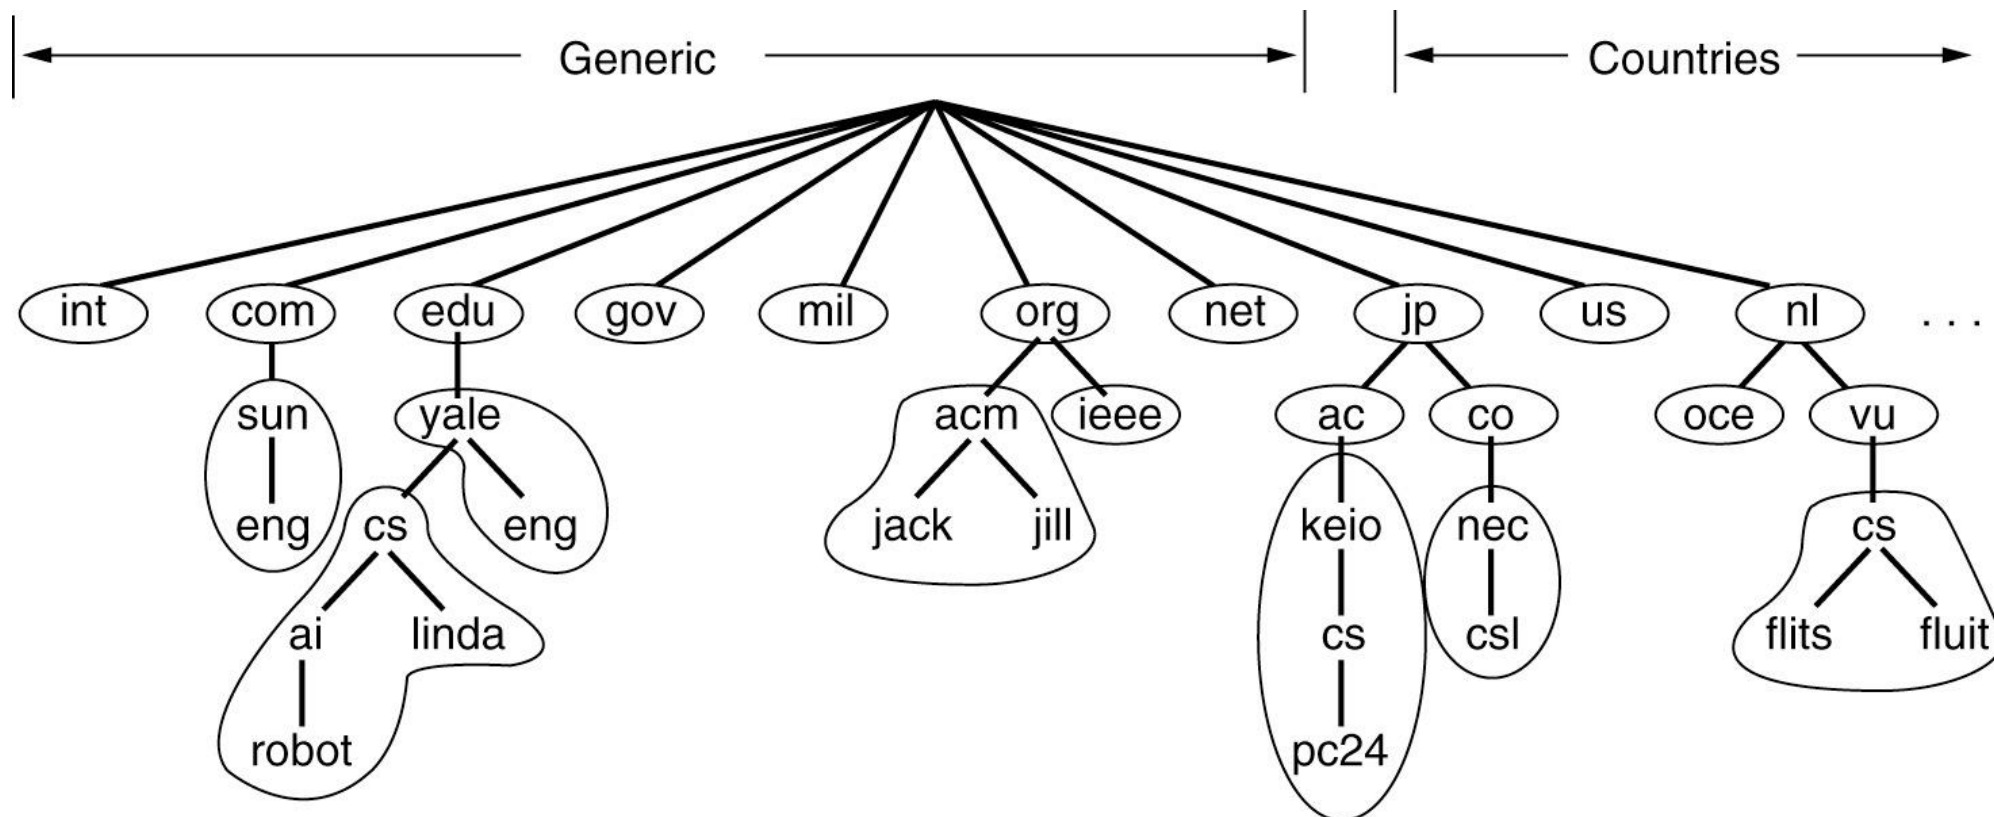 Generic Countries
int com edu gov mil org net jp us nl . . .
sun yale acm ieee ac co oce vu
eng cs eng jack jill keio nec cs
ai linda cs csl flits fluit
robot pc24